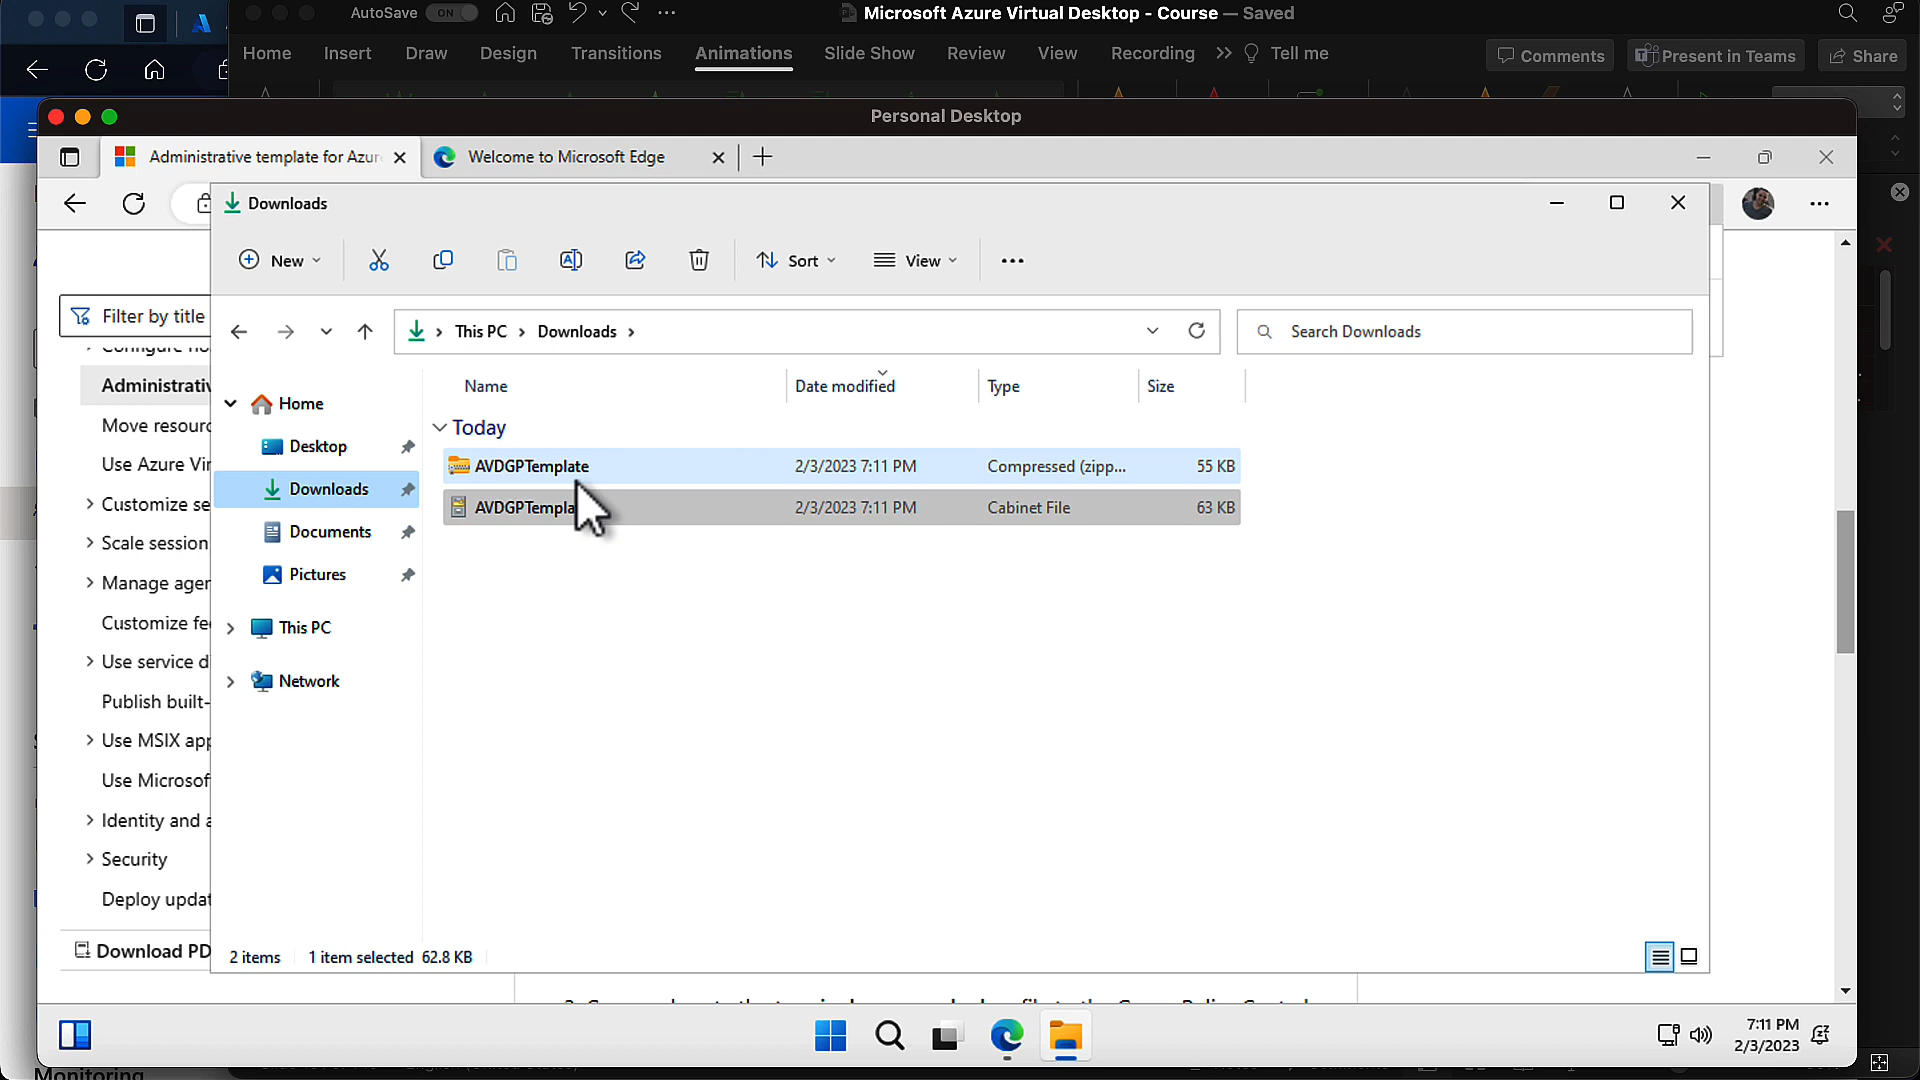 AutoSave ON
Microsoft Azure Virtual Desktop - Course — Saved
Home Insert Draw Design Transitions Animations Slide Show Review View Recording Tell me
Comments Present in Teams Share
Personal Desktop
Administrative template for Azur
Welcome to Microsoft Edge
Downloads
New Sort View
Filter by title
This PC Downloads
Search Downloads
Name Date modified Type Size
Today
AVDGPTemplate 2/3/2023 7:11 PM Compressed (zipp... 55 KB
AVDGPTempla 2/3/2023 7:11 PM Cabinet File 63 KB
Home
Desktop
Downloads
Documents
Pictures
This PC
Network
Administrativ
Move resourc
Use Azure Vir
Customize se
Scale session
Manage ager
Customize fe
Use service d
Publish built-
Use MSIX app
Use Microsof
Identity and a
Security
Deploy updat
Download PD
2 items 1 item selected 62.8 KB
7:11 PM
2/3/2023
Monitoring